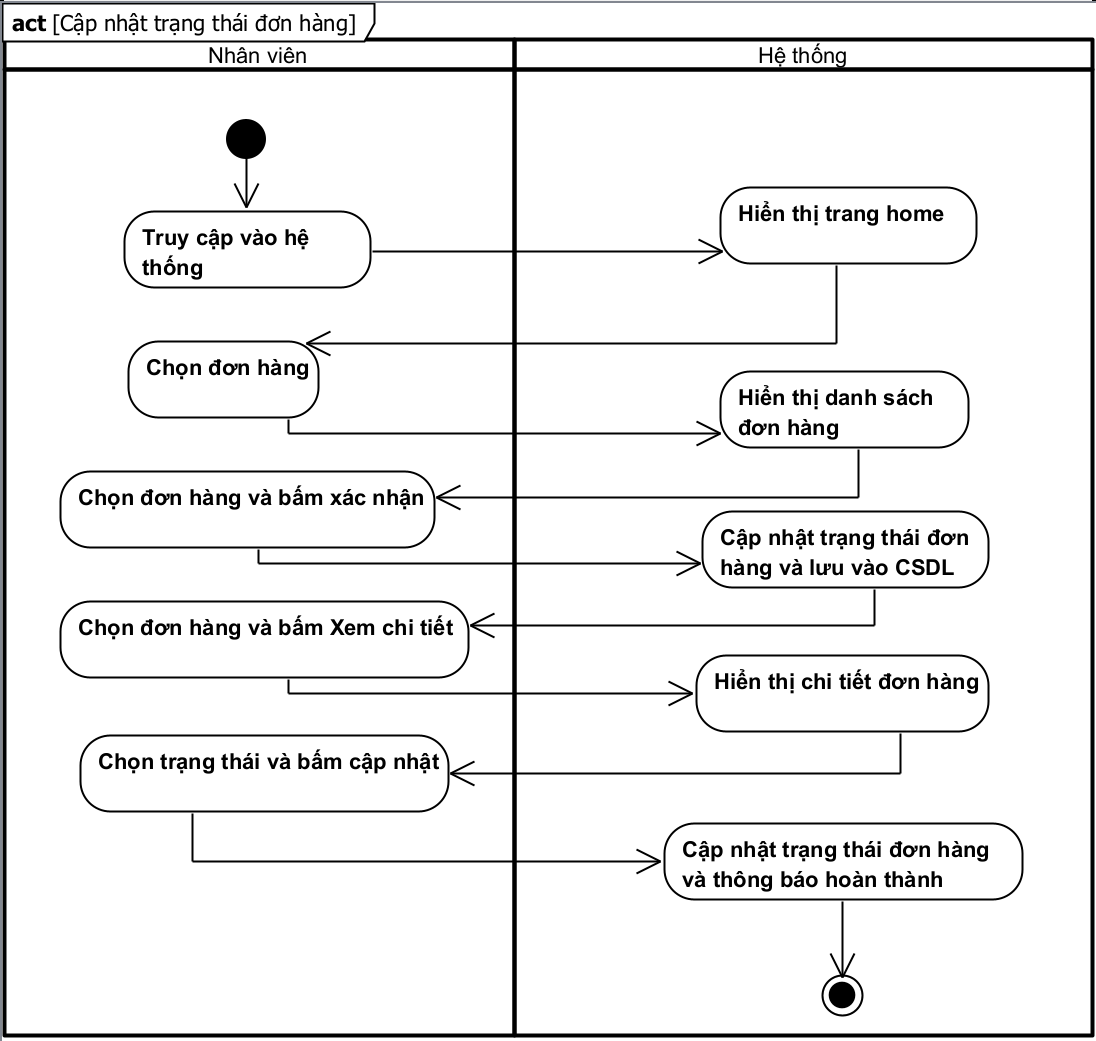 act [Cập nhật trạng thái đơn hàng]
Nhân viên
Hệ thống
Hiển thị trang home
Truy cập vào hệ
thống
Chọn đơn hàng
Hiển thị danh sách
đơn hàng
Chọn đơn hàng và bấm xác nhận
Cập nhật trạng thái đơn
hàng và lưu vào CSDL
Chọn đơn hàng và bấm Xem chi tiết
Hiển thị chi tiết đơn hàng
Chọn trạng thái và bấm cập nhật
Cập nhật trạng thái đơn hàng
và thông báo hoàn thành